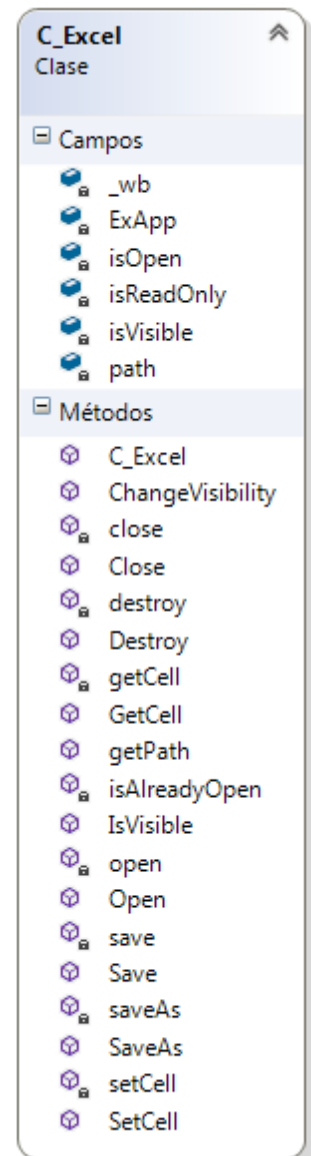 C_Excel
Clase
Campos
_wb
ExApp
isOpen
isReadOnly
isVisible
path
Métodos
C_Excel
ChangeVisibility
close
Close
destroy
Destroy
getCell
GetCell
getPath
isAlreadyOpen
IsVisible
open
Open
save
Save
saveAs
SaveAs
setCell
SetCell